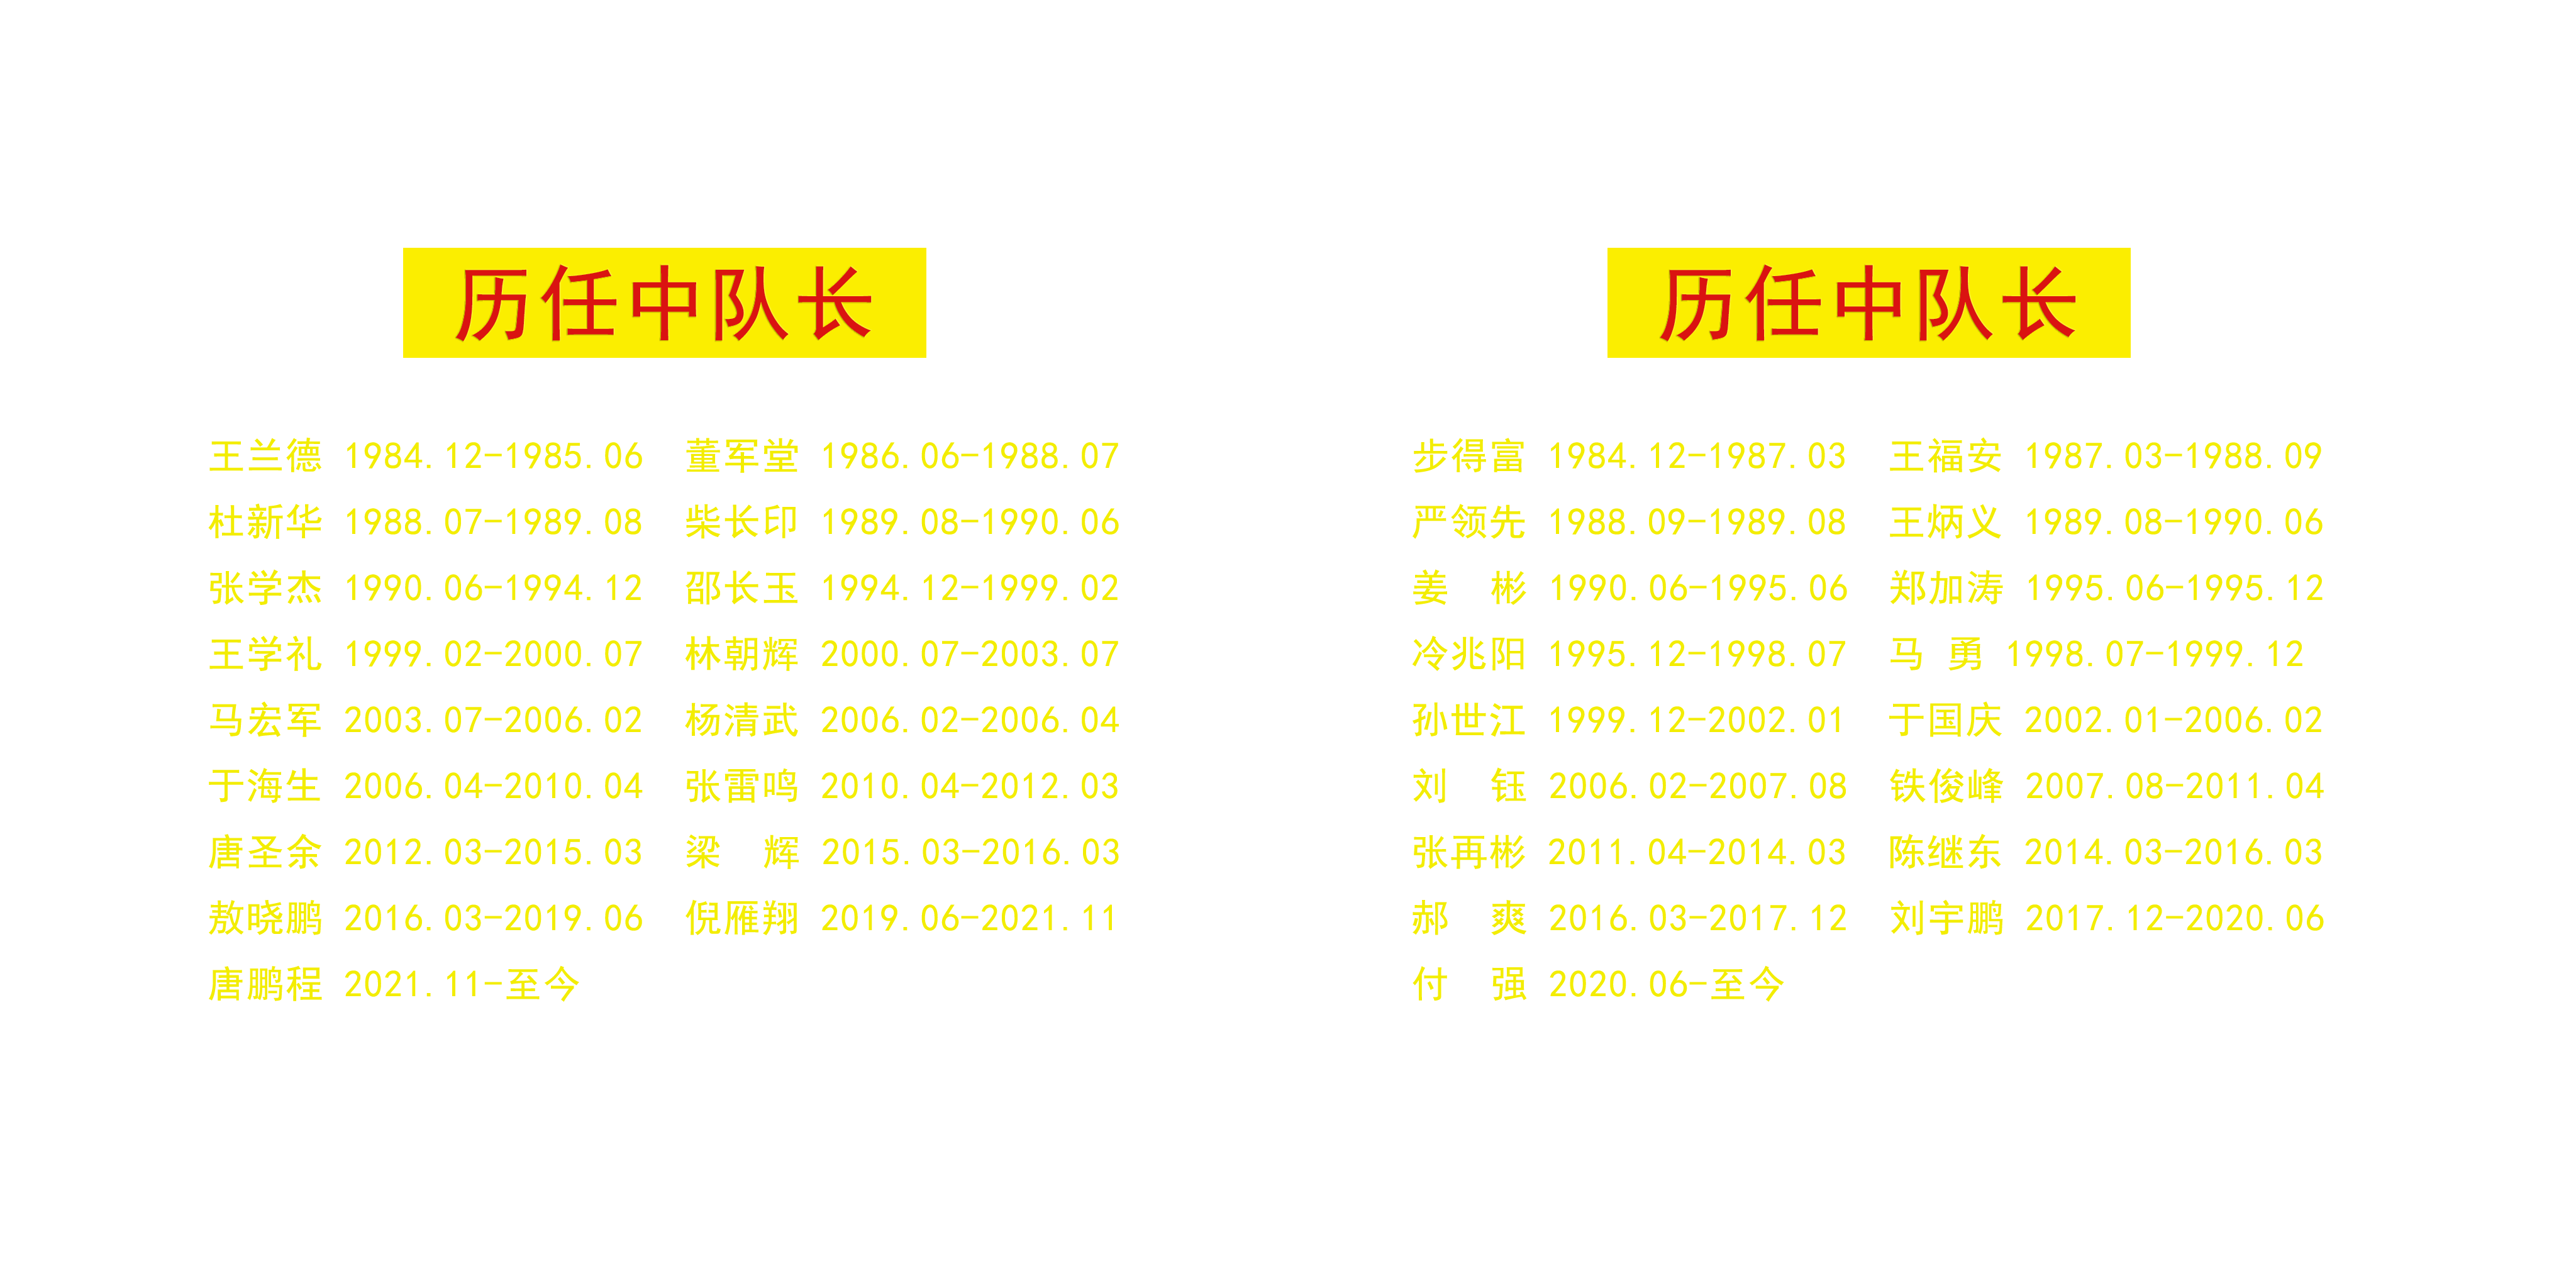 历任中队长
王兰德 1984.12-1985.06 董军堂 1986.06-1988.07
杜新华 1988.07-1989.08 柴长印 1989.08-1990.06
张学杰 1990.06-1994.12 邵长玉 1994.12-1999.02
王学礼 1999.02-2000.07 林朝辉 2000.07-2003.07
马宏军 2003.07-2006.02 杨清武 2006.02-2006.04
于海生 2006.04-2010.04 张雷鸣 2010.04-2012.03
唐圣余 2012.03-2015.03 梁　辉 2015.03-2016.03
敖晓鹏 2016.03-2019.06 倪雁翔 2019.06-2021.11
唐鹏程 2021.11-至今
历任中队长
步得富 1984.12-1987.03 王福安 1987.03-1988.09
严领先 1988.09-1989.08 王炳义 1989.08-1990.06
姜　彬 1990.06-1995.06 郑加涛 1995.06-1995.12
冷兆阳 1995.12-1998.07 马 勇 1998.07-1999.12
孙世江 1999.12-2002.01 于国庆 2002.01-2006.02
刘　钰 2006.02-2007.08 铁俊峰 2007.08-2011.04
张再彬 2011.04-2014.03 陈继东 2014.03-2016.03
郝　爽 2016.03-2017.12 刘宇鹏 2017.12-2020.06
付　强 2020.06-至今